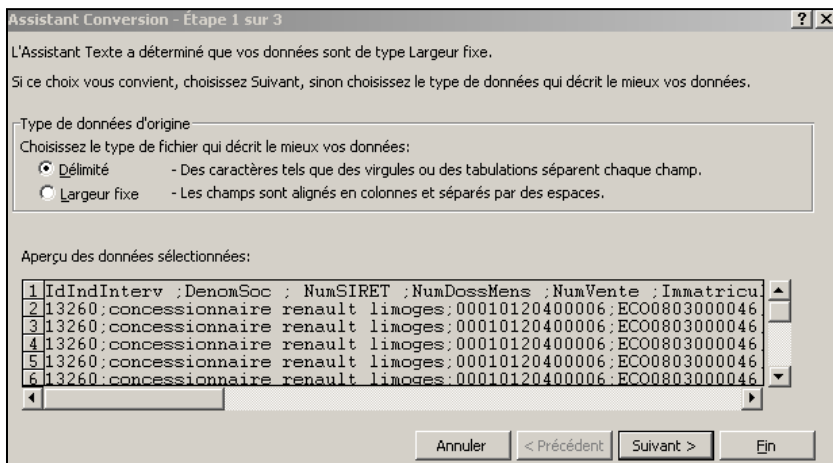 Assistant Conversion - Étape 1 sur 3
L'Assistant Texte a déterminé que vos données sont de type Largeur fixe.
Si ce choix vous convient, choisissez Suivant, sinon choisissez le type de données qui décrit le mieux vos données.
Type de données d'origine
Choisissez le type de fichier qui décrit le mieux vos données:
Délimité - Des caractères tels que des virgules ou des tabulations séparent chaque champ.
Largeur fixe - Les champs sont alignés en colonnes et séparés par des espaces.
Aperçu des données sélectionnées:
1 IdIndInterv ;DenomSoc ; NumSIRET ;NumDossMens ;NumVente ;Immatricu
2 13260;concessionnaire renault limoges;00010120400006;ECO0803000046
3 13260;concessionnaire renault limoges;00010120400006;ECO0803000046
4 13260;concessionnaire renault limoges;00010120400006;ECO0803000046
5 13260;concessionnaire renault limoges;00010120400006;ECO0803000046
6 13260;concessionnaire renault limoges;00010120400006;ECO0803000046
Annuler < Précédent Suivant > Fin